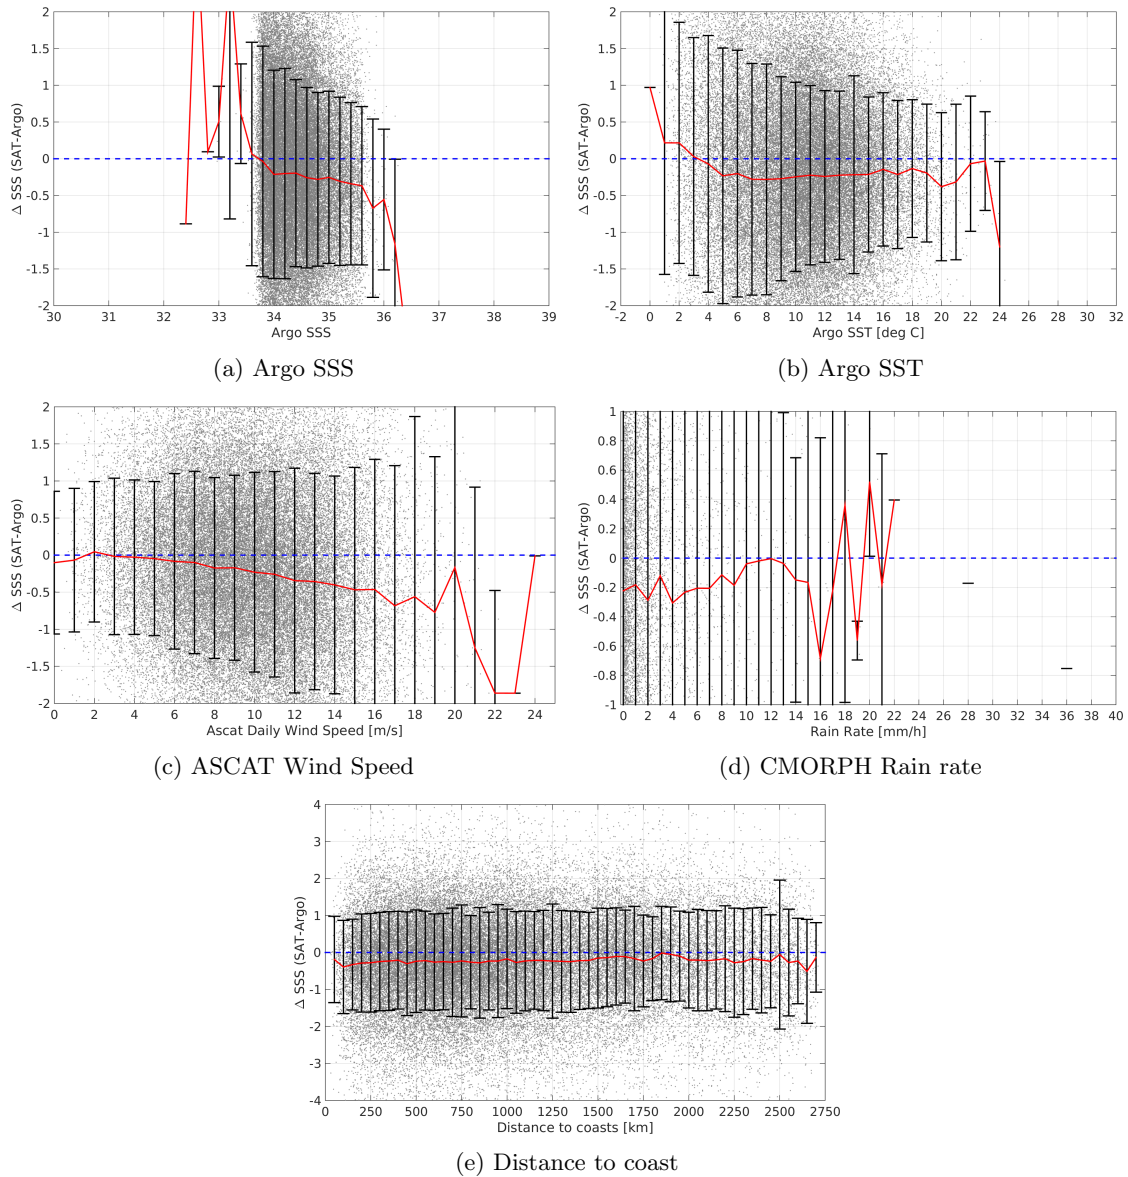 2
1.5
1
0.5
0
-0.5
-1
-1.5
-2
Δ SSS (SAT-Argo)
30 31 32 33 34 35 36 37 38 39
Argo SSS
(a) Argo SSS
2
1.5
1
0.5
0
-0.5
-1
-1.5
-2
Δ SSS (SAT-Argo)
-2 0 2 4 6 8 10 12 14 16 18 20 22 24 26 28 30 32
Argo SST [deg C]
(b) Argo SST
2
1.5
1
0.5
0
-0.5
-1
-1.5
-2
Δ SSS (SAT-Argo)
0 2 4 6 8 10 12 14 16 18 20 22 24
Ascat Daily Wind Speed [m/s]
(c) ASCAT Wind Speed
1
0.8
0.6
0.4
0.2
0
-0.2
-0.4
-0.6
-0.8
-1
Δ SSS (SAT-Argo)
0 2 4 6 8 10 12 14 16 18 20 22 24 26 28 30 32 34 36 38 40
Rain Rate [mm/h]
(d) CMORPH Rain rate
4
3
2
1
0
-1
-2
-3
-4
Δ SSS (SAT-Argo)
250 500 750 1000 1250 1500 1750 2000 2250 2500 2750
Distance to coasts [km]
(e) Distance to coast